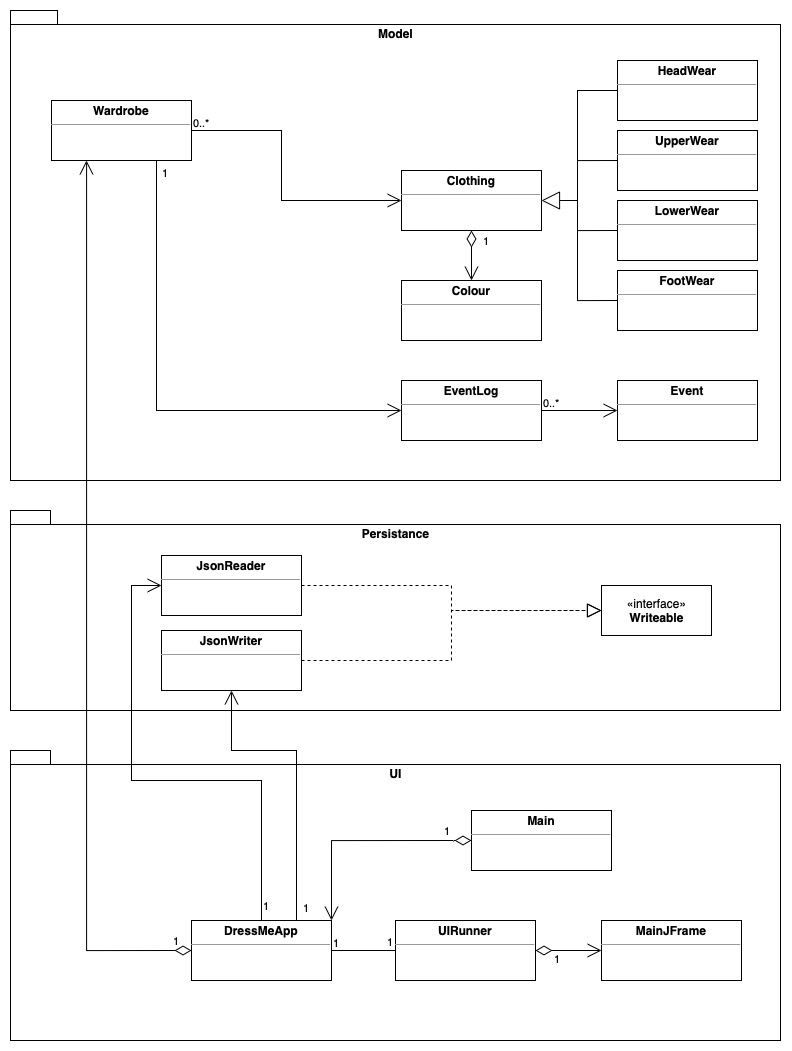 Model
HeadWear
Wardrobe
0..*
UpperWear
1
Clothing
LowerWear
1
Colour
FootWear
EventLog
0..*
Event
Persistance
JsonReader
«interface»
Writeable
JsonWriter
UI
Main
1
1
1
DressMeApp
UIRunner
MainJFrame
1
1
1
1